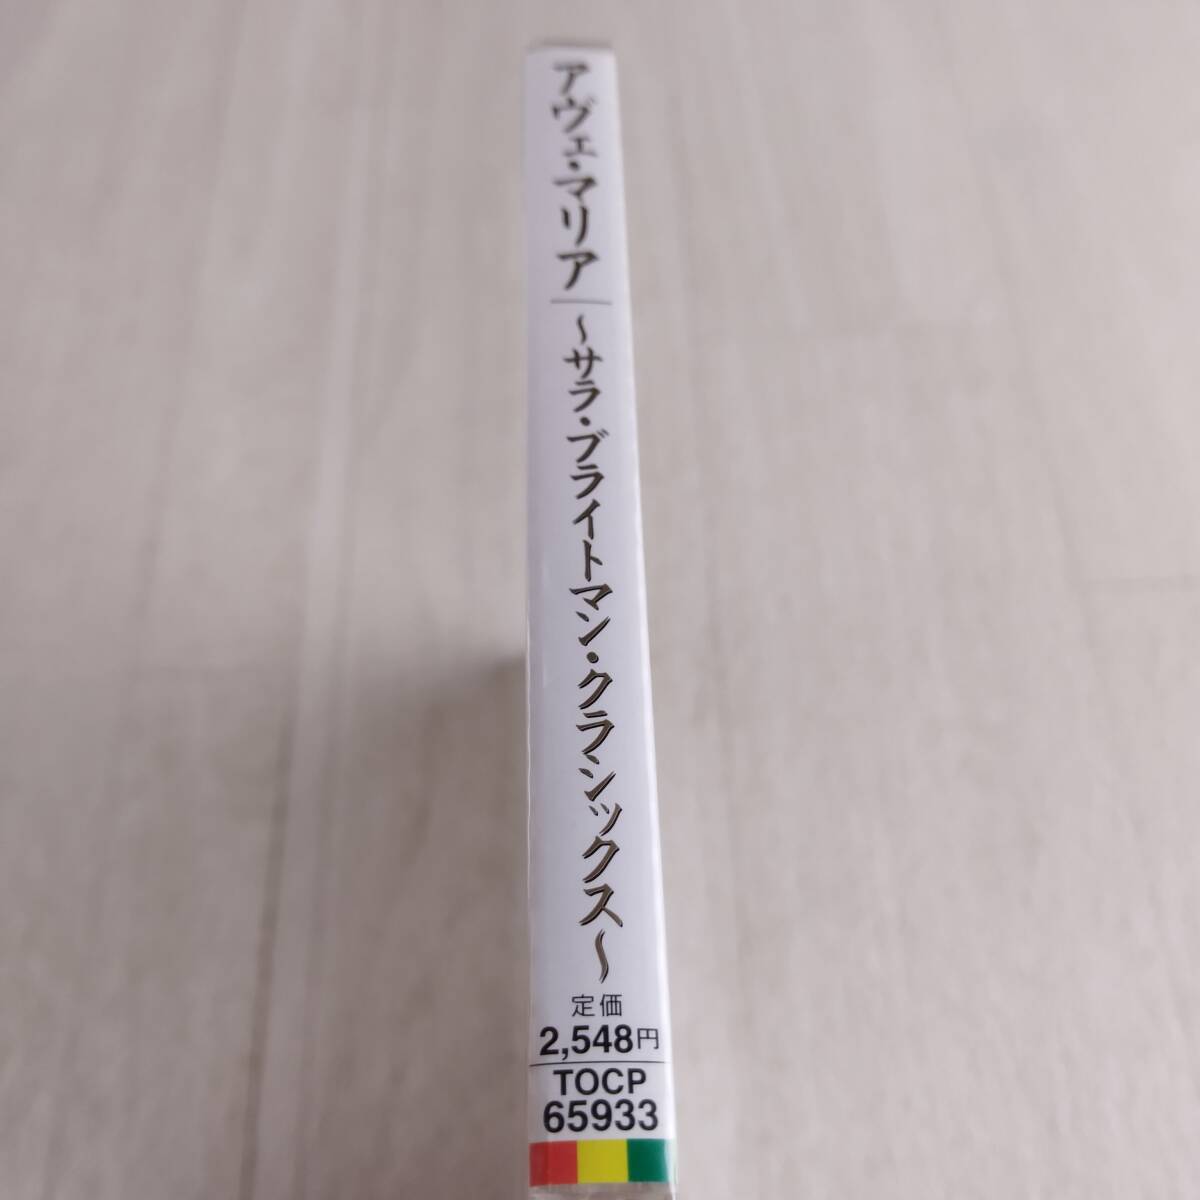 アヴェ・マリア
〜サラ・ブライトマン・クラシックス〜
定価
2,548円
TOCP
65933